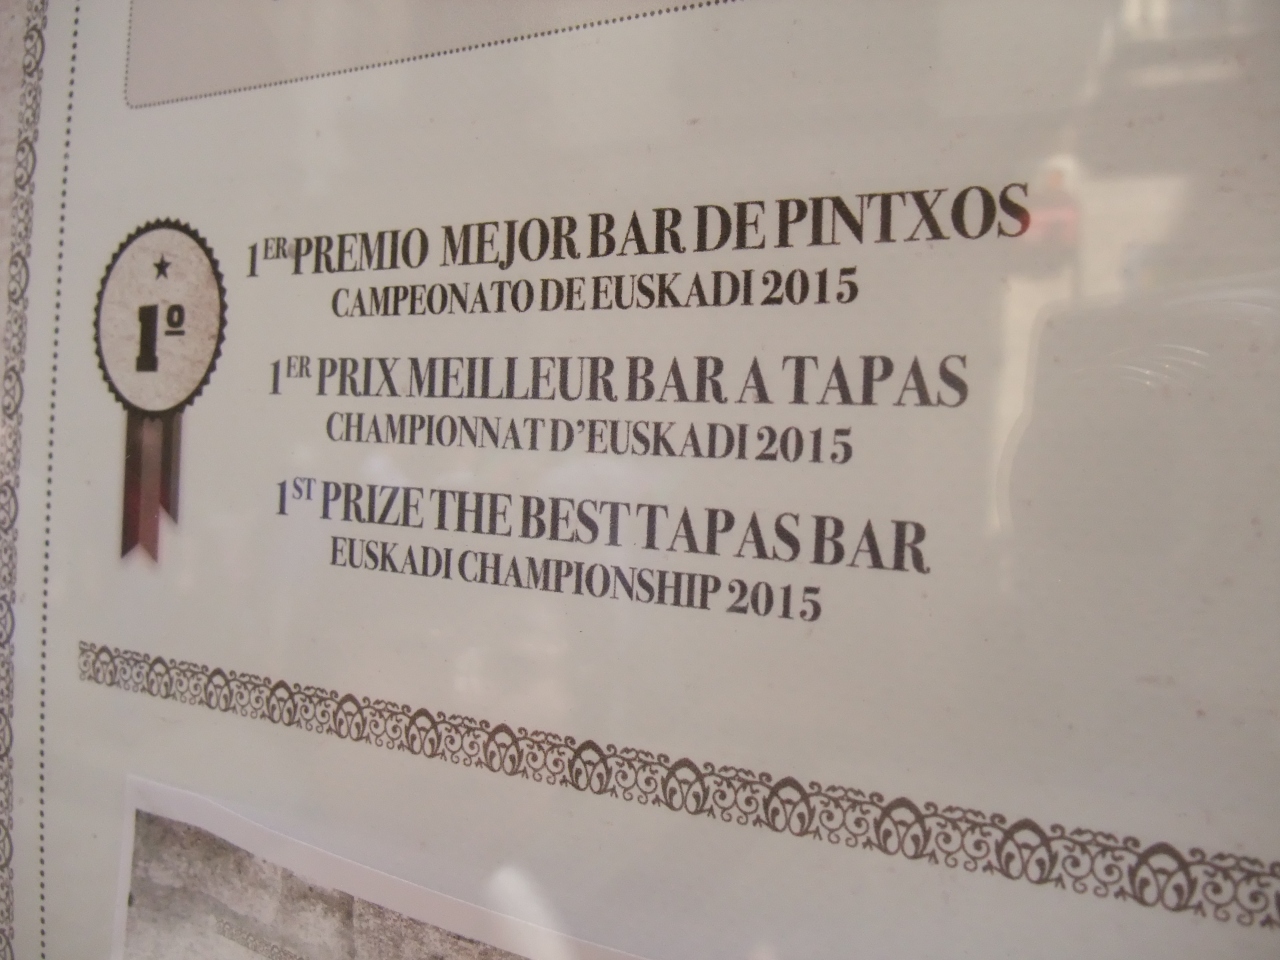 1º
1ER PREMIO MEJOR BAR DE PINTXOS
CAMPEONATO DE EUSKADI 2015
1ER PRIX MEILLEUR BAR A TAPAS
CHAMPIONNAT D'EUSKADI 2015
1ST PRIZE THE BEST TAPAS BAR
EUSKADI CHAMPIONSHIP 2015